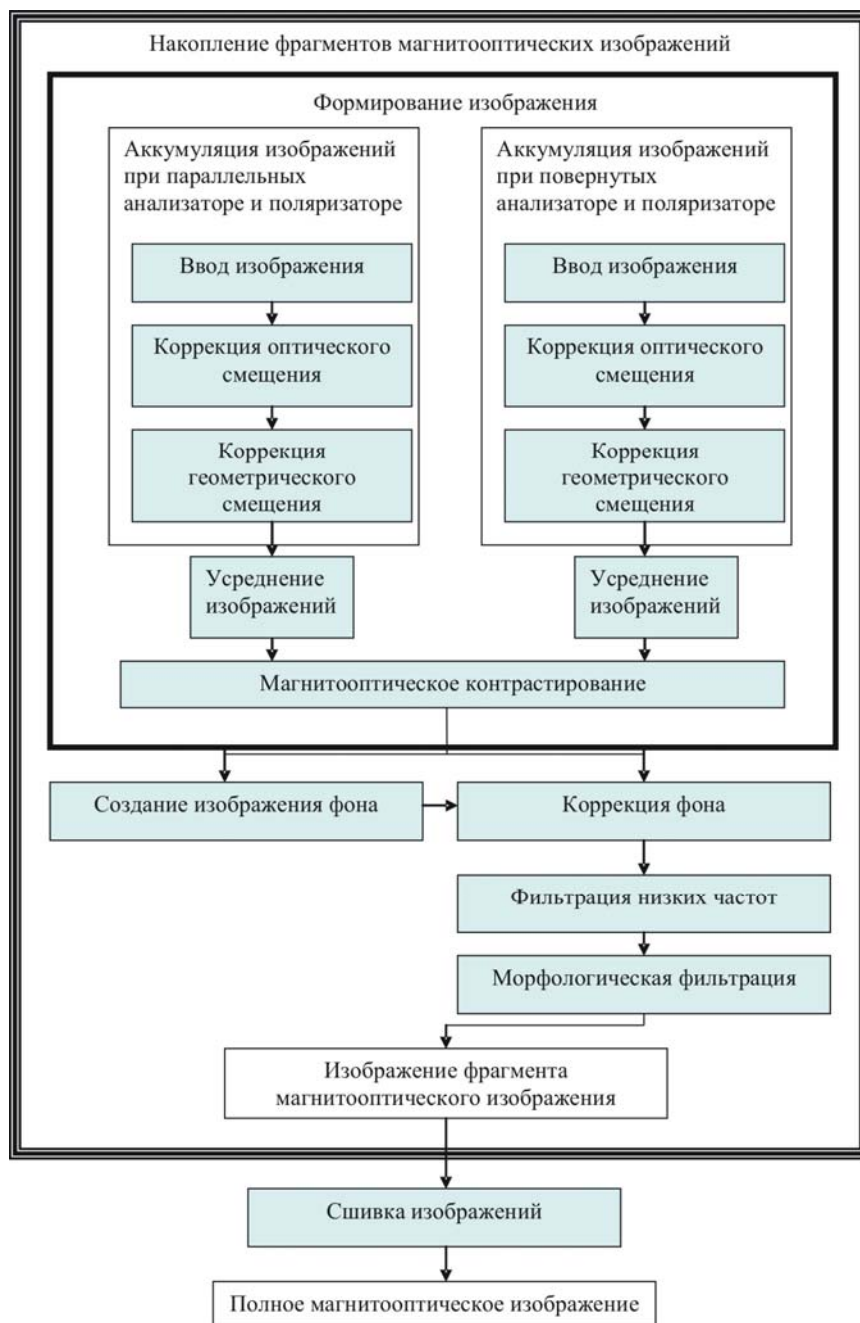 Накопление фрагментов магнитооптических изображений
Формирование изображения
Аккумуляция изображений
при параллельных
анализаторе и поляризаторе
Ввод изображения
Коррекция оптического
смещения
Коррекция
геометрического
смещения
Усреднение
изображений
Аккумуляция изображений
при повернутых
анализаторе и поляризаторе
Ввод изображения
Коррекция оптического
смещения
Коррекция
геометрического
смещения
Усреднение
изображений
Магнитооптическое контрастирование
Создание изображения фона
Коррекция фона
Фильтрация низких частот
Морфологическая фильтрация
Изображение фрагмента
магнитооптического изображения
Сшивка изображений
Полное магнитооптическое изображение